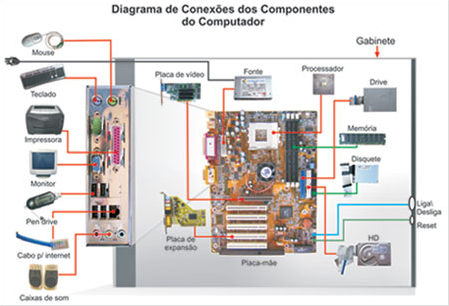 Diagrama de Conexões dos Componentes
do Computador
Gabinete
Mouse
Placa de vídeo
Fonte
Processador
Drive
Teclado
Impressora
Memória
Monitor
Disquete
Pen drive
Placa de
expansão
Liga\
Desliga
Reset
Cabo p/ internet
Placa-mãe
HD
Caixas de som